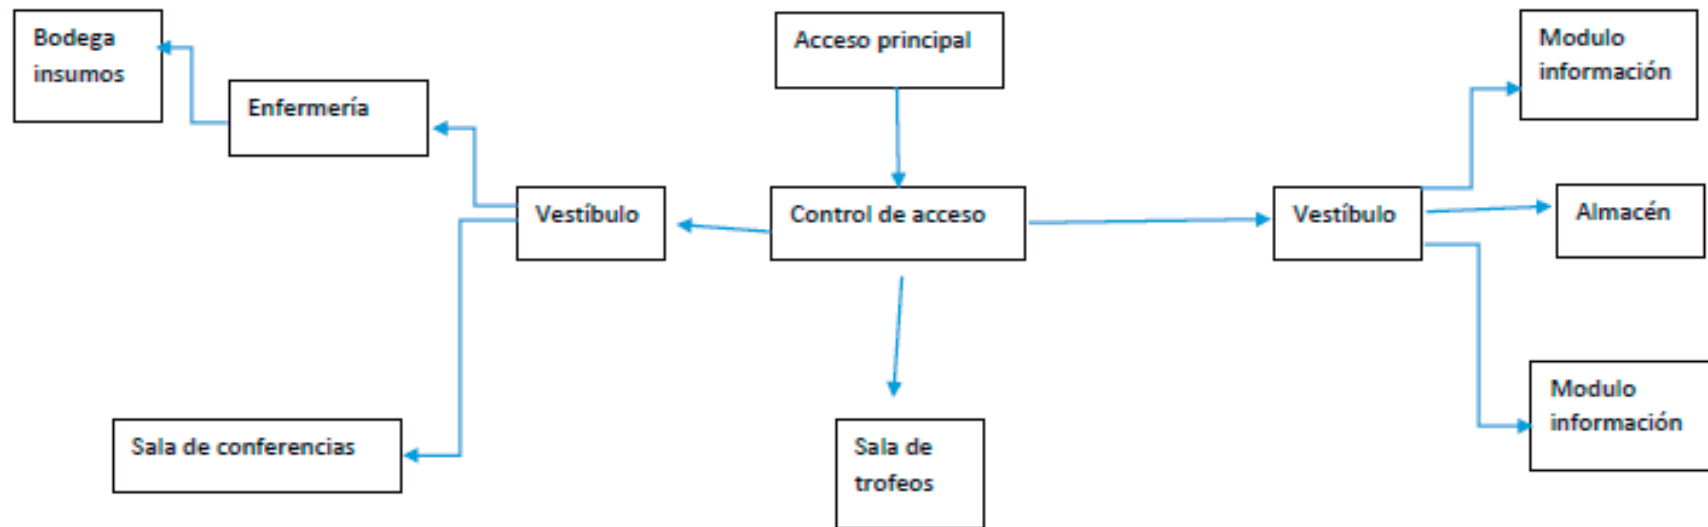 Bodega
insumos
Acceso principal
Modulo
información
Enfermería
Vestíbulo
Control de acceso
Vestíbulo
Almacén
Modulo
información
Sala de conferencias
Sala de
trofeos